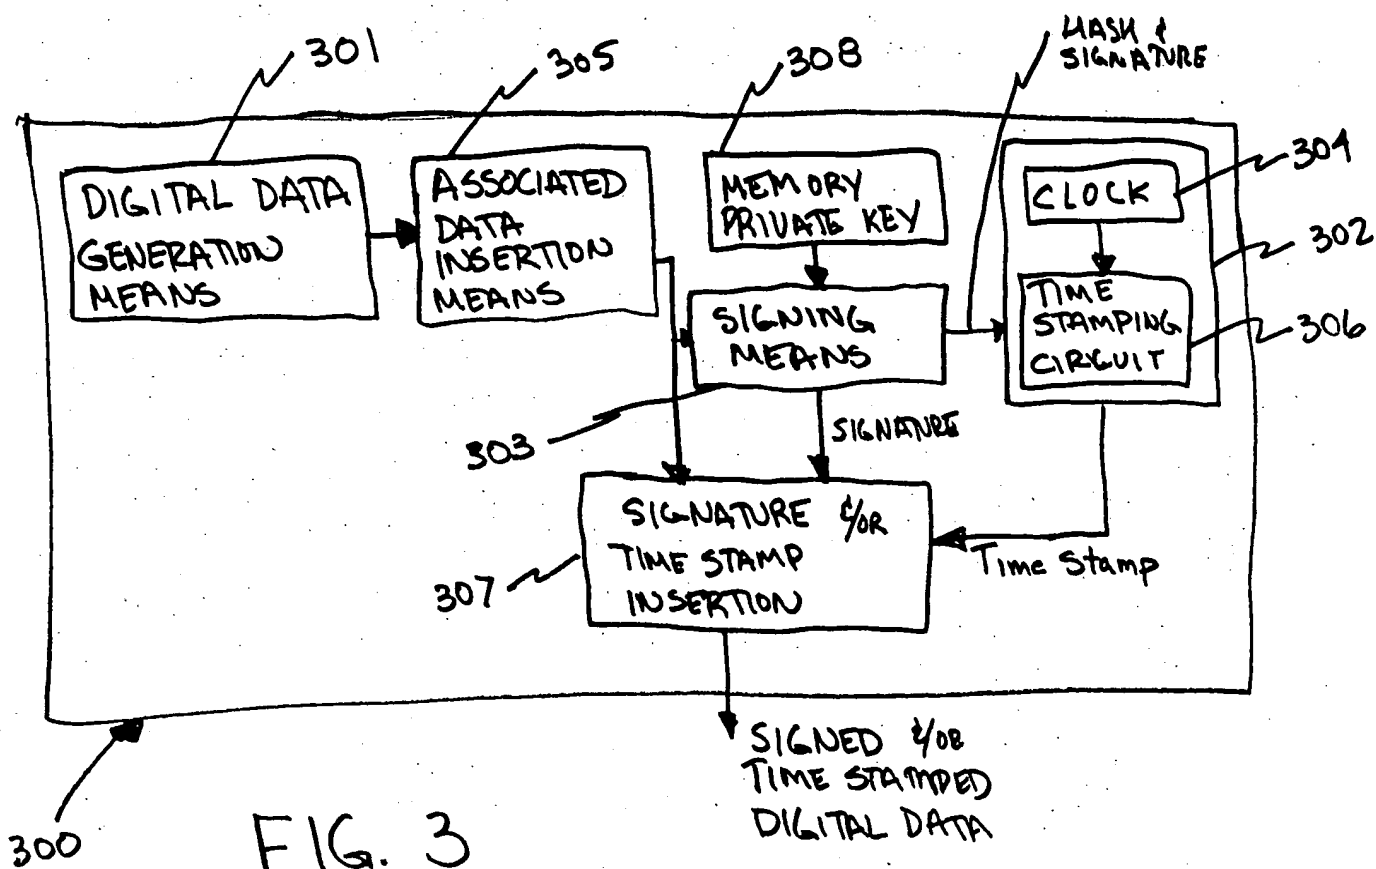 301
305
308
HASH &
SIGNATURE
DIGITAL DATA
GENERATION
MEANS
ASSOCIATED
DATA
INSERTION
MEANS
MEMORY
PRIVATE KEY
CLOCK
304
302
TIME
STAMPING
CIRCUIT
306
SIGNING
MEANS
303
SIGNATURE
SIGNATURE &/OR
TIME STAMP
INSERTION
307
Time Stamp
SIGNED &/OR
TIME STAMPED
DIGITAL DATA
300
FIG. 3